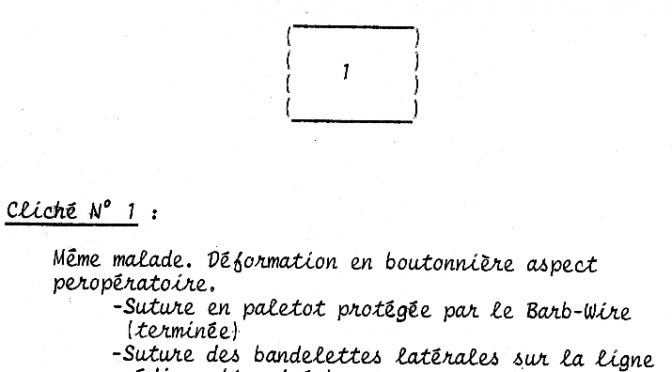 1
Cliché N° 1 :
Même malade. Déformation en boutonnière aspect
peropératoire.
-Suture en paletot protégée par le Barb-Wire
(terminée)
-Suture des bandelettes latérales sur la ligne